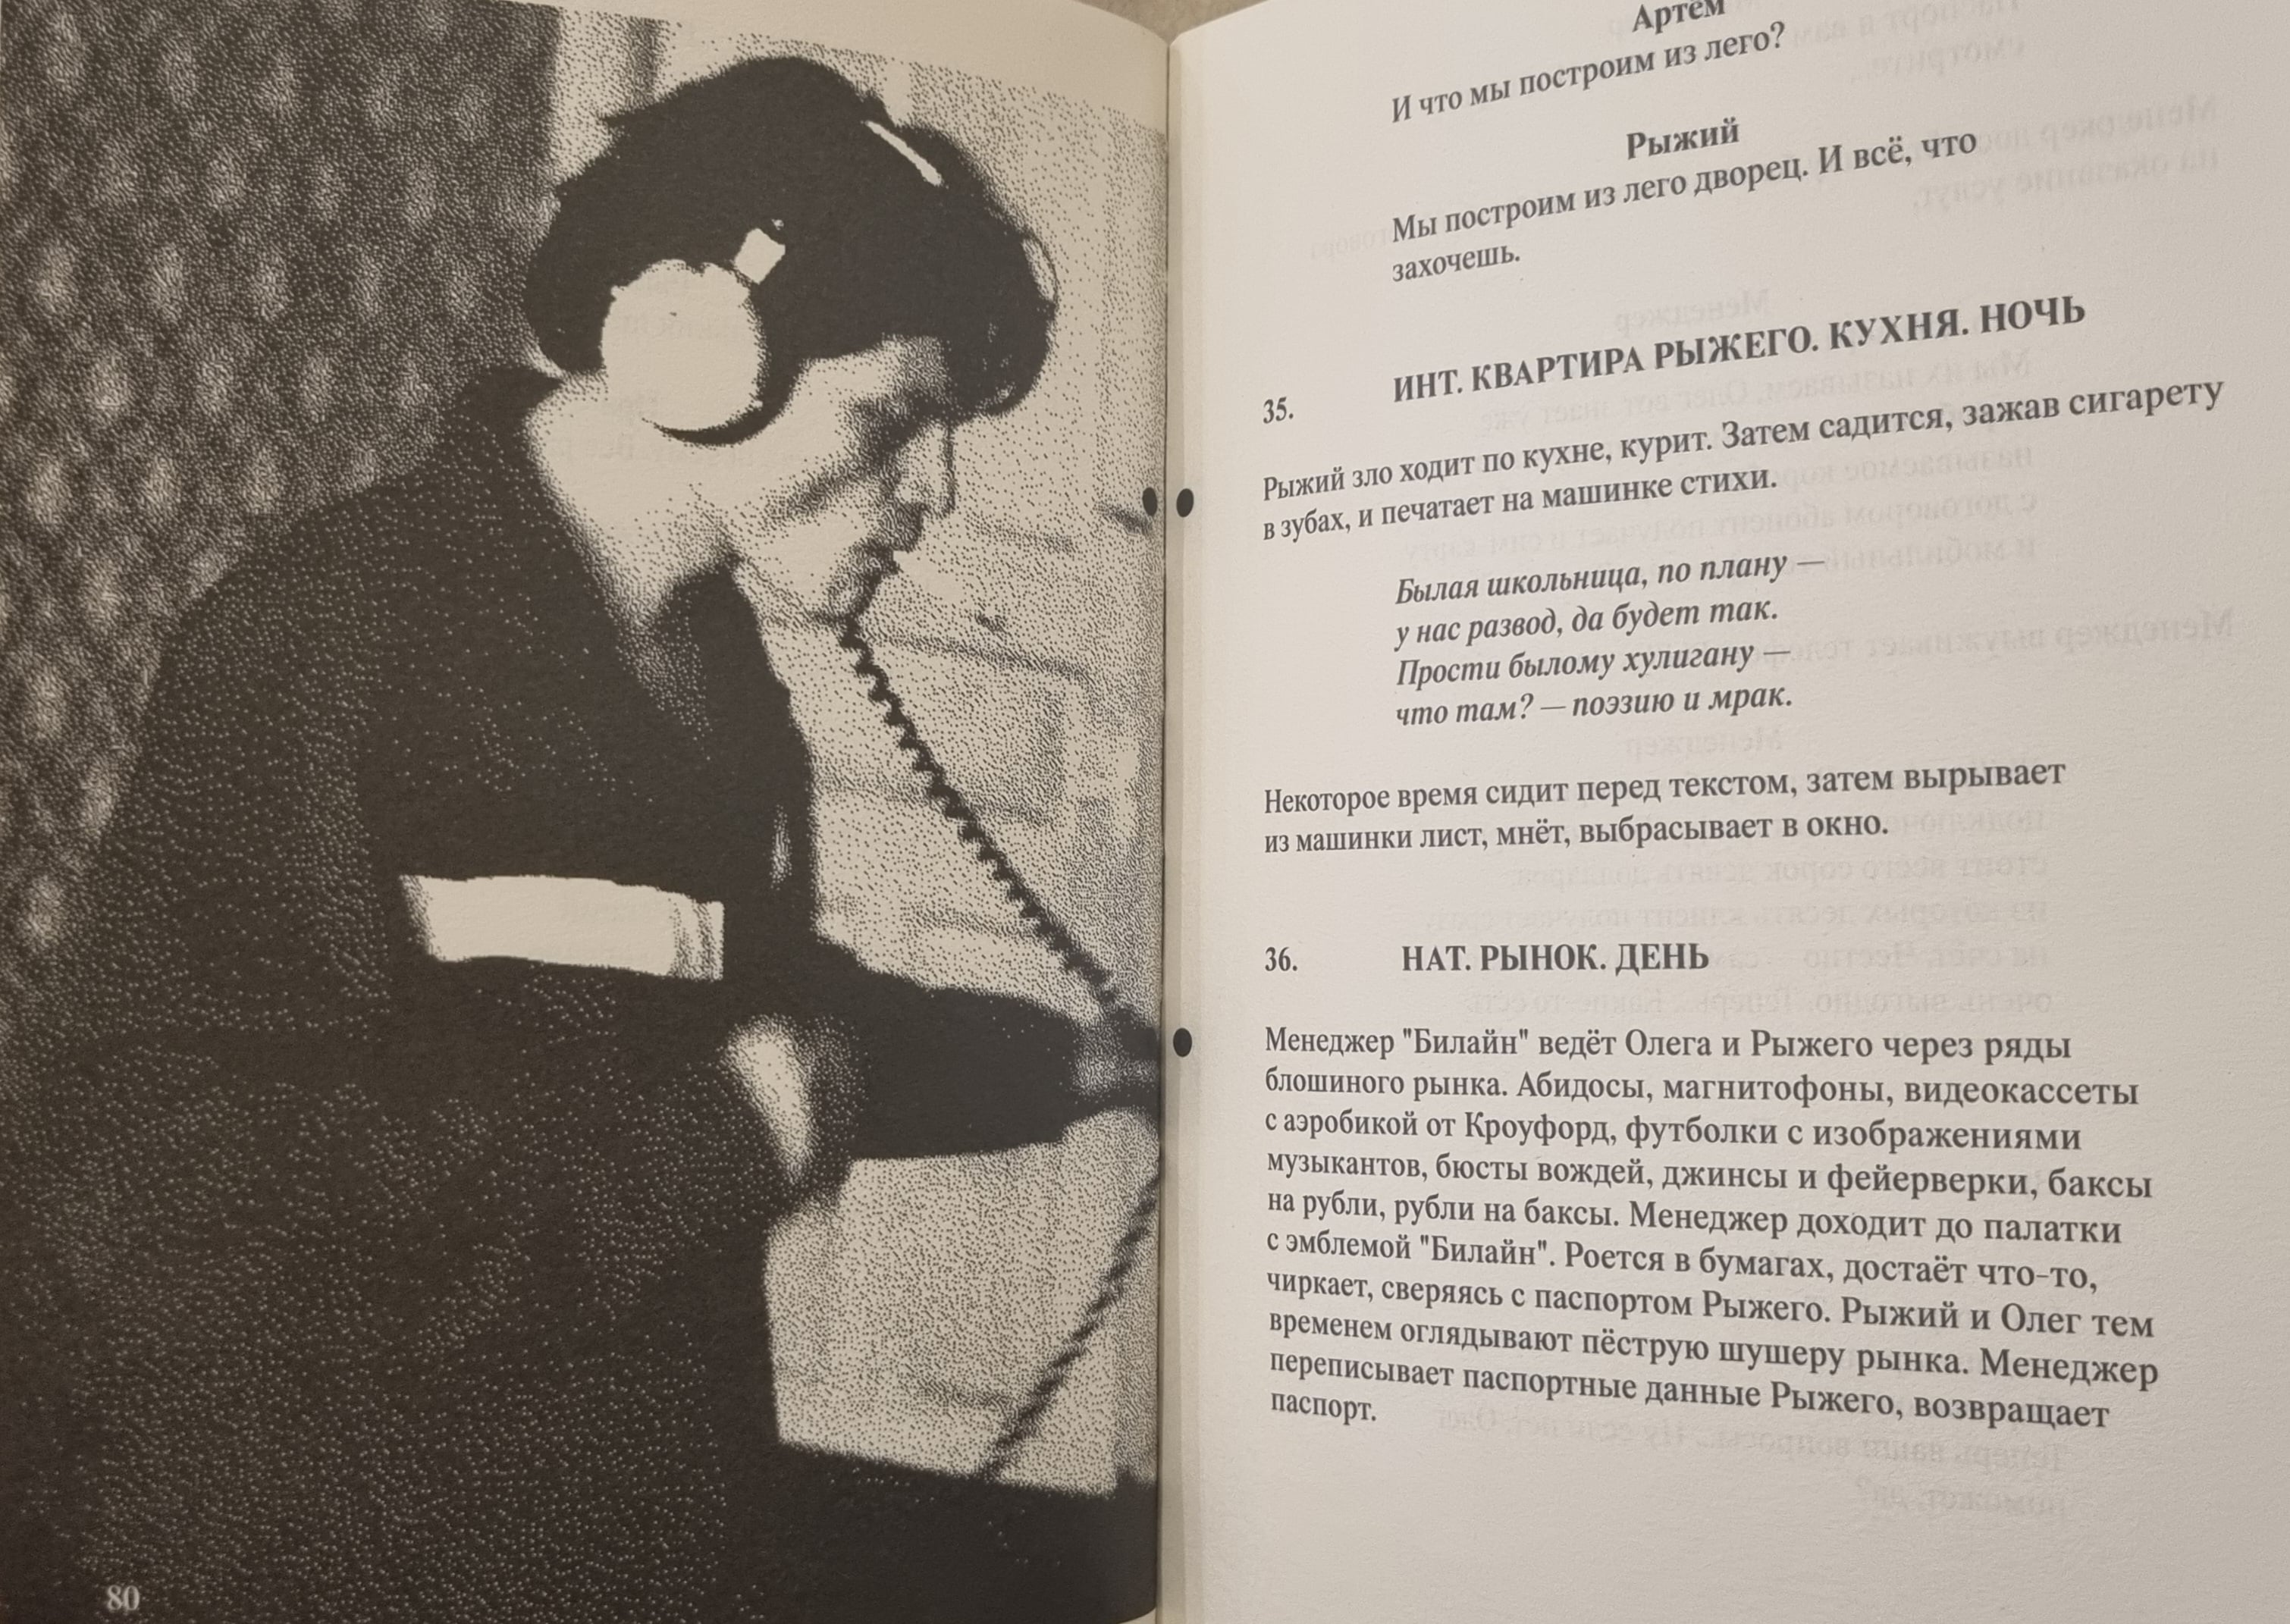 80
Артём
И что мы построим из лего?
Рыжий
Мы построим из лего дворец. И всё, что
захочешь.
35. ИНТ. КВАРТИРА РЫЖЕГО. КУХНЯ. НОЧЬ
Рыжий зло ходит по кухне, курит. Затем садится, зажав сигарету
в зубах, и печатает на машинке стихи.
Былая школьница, по плану —
у нас развод, да будет так.
Прости былому хулигану —
что там? — поэзию и мрак.
Некоторое время сидит перед текстом, затем вырывает
из машинки лист, мнёт, выбрасывает в окно.
36. НАТ. РЫНОК. ДЕНЬ
Менеджер "Билайн" ведёт Олега и Рыжего через ряды
блошиного рынка. Абидосы, магнитофоны, видеокассеты
с аэробикой от Кроуфорд, футболки с изображениями
музыкантов, бюсты вождей, джинсы и фейерверки, баксы
на рубли, рубли на баксы. Менеджер доходит до палатки
с эмблемой "Билайн". Роется в бумагах, достаёт что-то,
чиркает, сверяясь с паспортом Рыжего. Рыжий и Олег тем
временем оглядывают пёструю шушеру рынка. Менеджер
переписывает паспортные данные Рыжего, возвращает
паспорт.